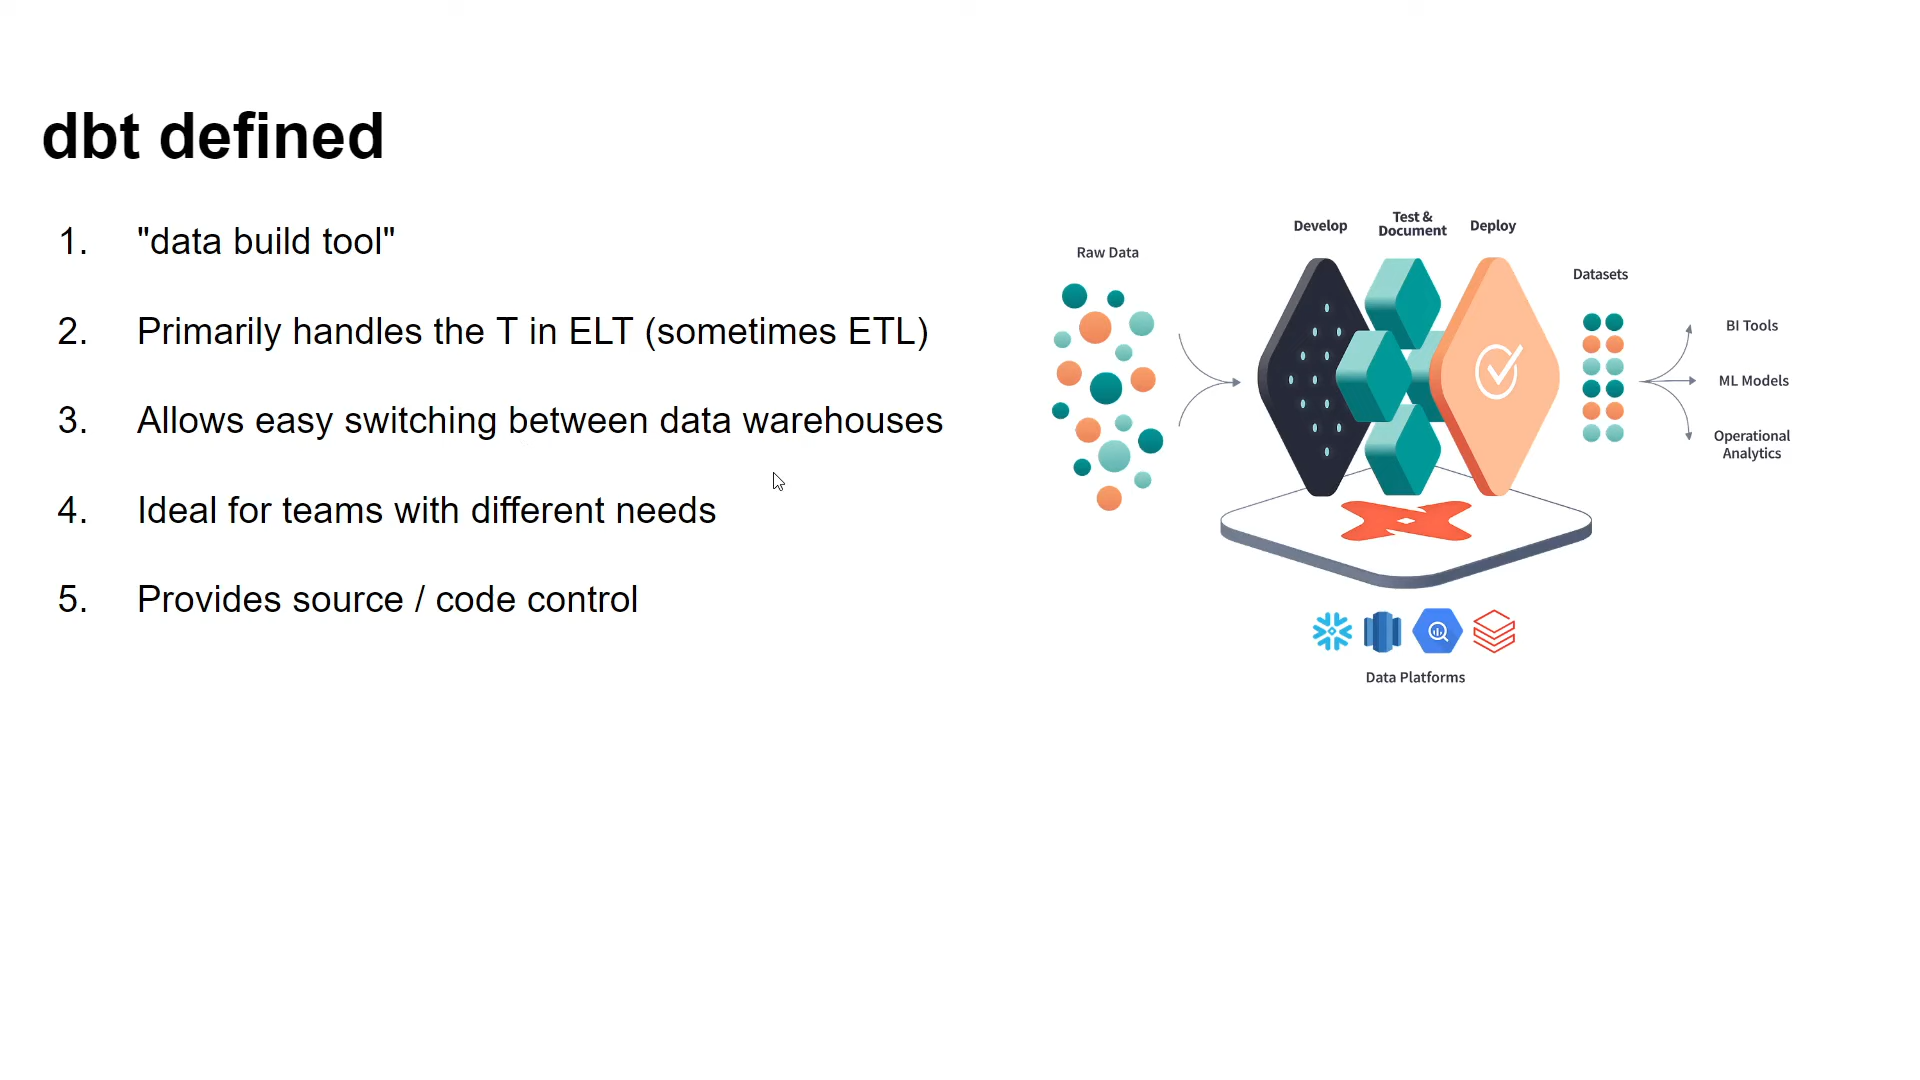 dbt defined
1. "data build tool"
2. Primarily handles the T in ELT (sometimes ETL)
3. Allows easy switching between data warehouses
4. Ideal for teams with different needs
5. Provides source / code control
Raw Data
Develop
Test &
Document
Deploy
Datasets
BI Tools
ML Models
Operational
Analytics
Data Platforms